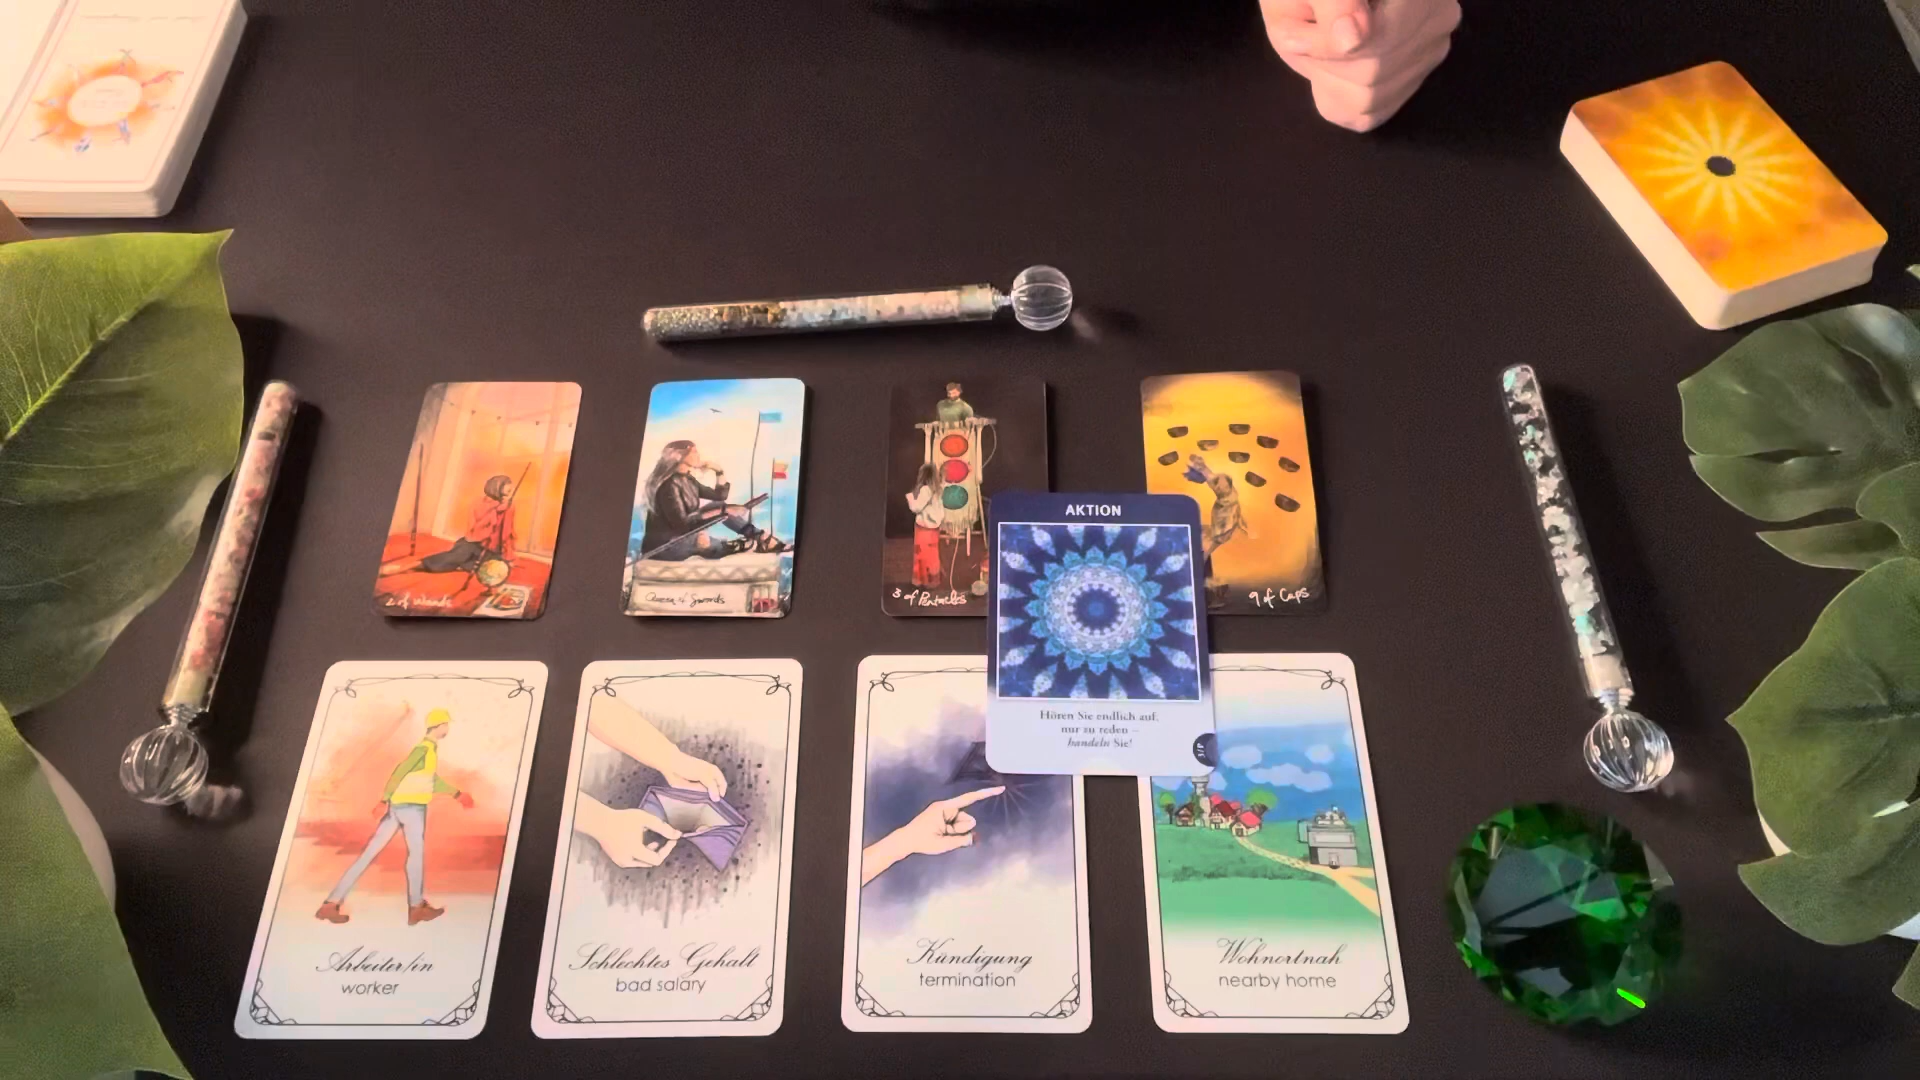 2 of Wands
Queen of Swords
3 of Pentacles
9 of Cups
AKTION
Hören Sie endlich auf,
nur zu reden –
handeln Sie!
Arbeiter/in
worker
Schlechtes Gehalt
bad salary
Kündigung
termination
Wohnortnah
nearby home